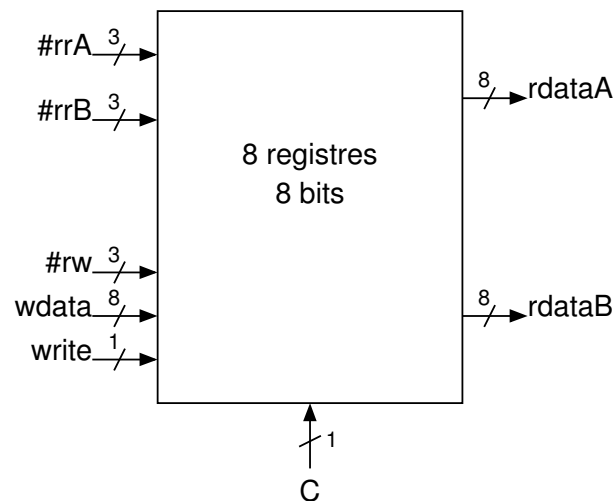 #rrA 3
8 rdataA
#rrB 3
8 registres
8 bits
#rw 3
wdata 8
8 rdataB
write 1
1
C